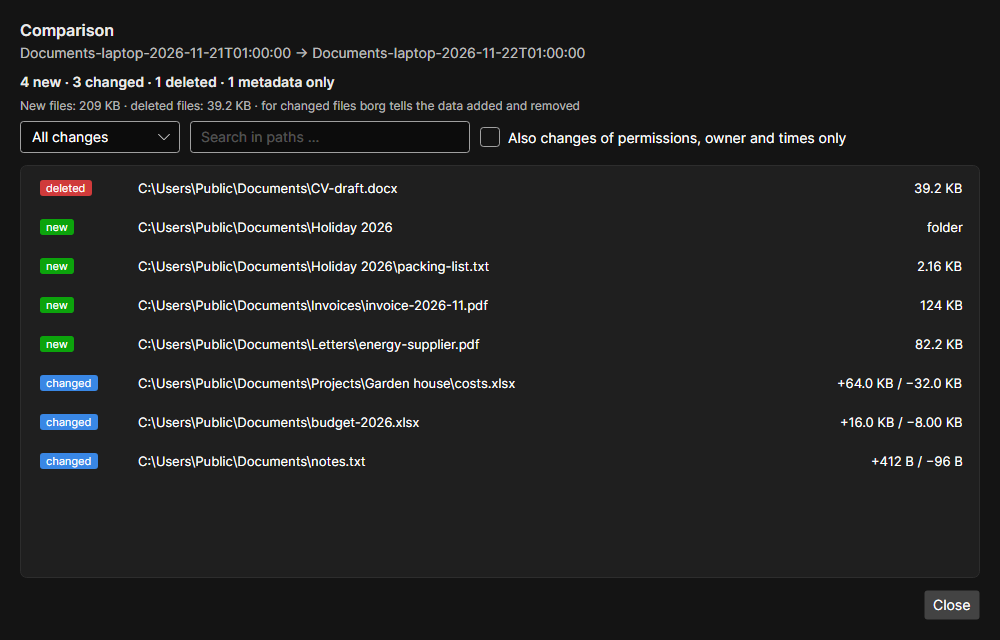 Comparison
Documents-laptop-2026-11-21T01:00:00 → Documents-laptop-2026-11-22T01:00:00
4 new · 3 changed · 1 deleted · 1 metadata only
New files: 209 KB · deleted files: 39.2 KB · for changed files borg tells the data added and removed
All changes Search in paths ... Also changes of permissions, owner and times only
deleted C:\Users\Public\Documents\CV-draft.docx 39.2 KB
new C:\Users\Public\Documents\Holiday 2026 folder
new C:\Users\Public\Documents\Holiday 2026\packing-list.txt 2.16 KB
new C:\Users\Public\Documents\Invoices\invoice-2026-11.pdf 124 KB
new C:\Users\Public\Documents\Letters\energy-supplier.pdf 82.2 KB
changed C:\Users\Public\Documents\Projects\Garden house\costs.xlsx +64.0 KB / −32.0 KB
changed C:\Users\Public\Documents\budget-2026.xlsx +16.0 KB / −8.00 KB
changed C:\Users\Public\Documents\notes.txt +412 B / −96 B
Close